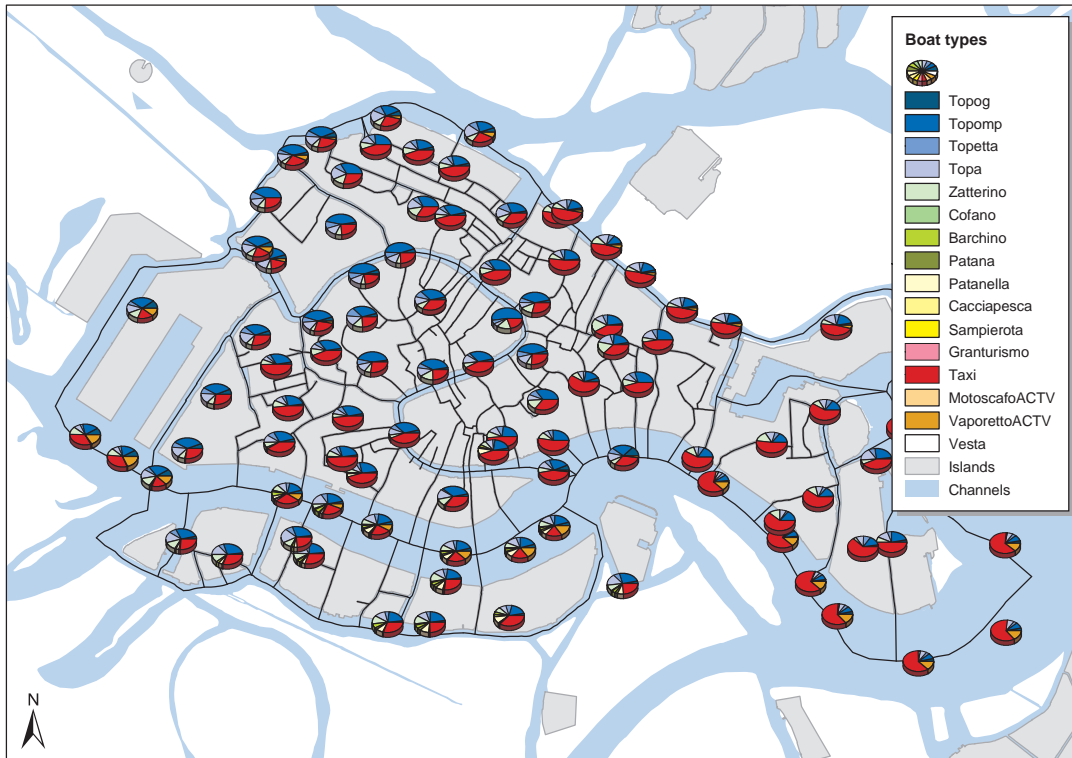 Boat types
Topog
Topomp
Topetta
Topa
Zatterino
Cofano
Barchino
Patana
Patanella
Cacciapesca
Sampierota
Granturismo
Taxi
MotoscafoACTV
VaporettoACTV
Vesta
Islands
Channels
N